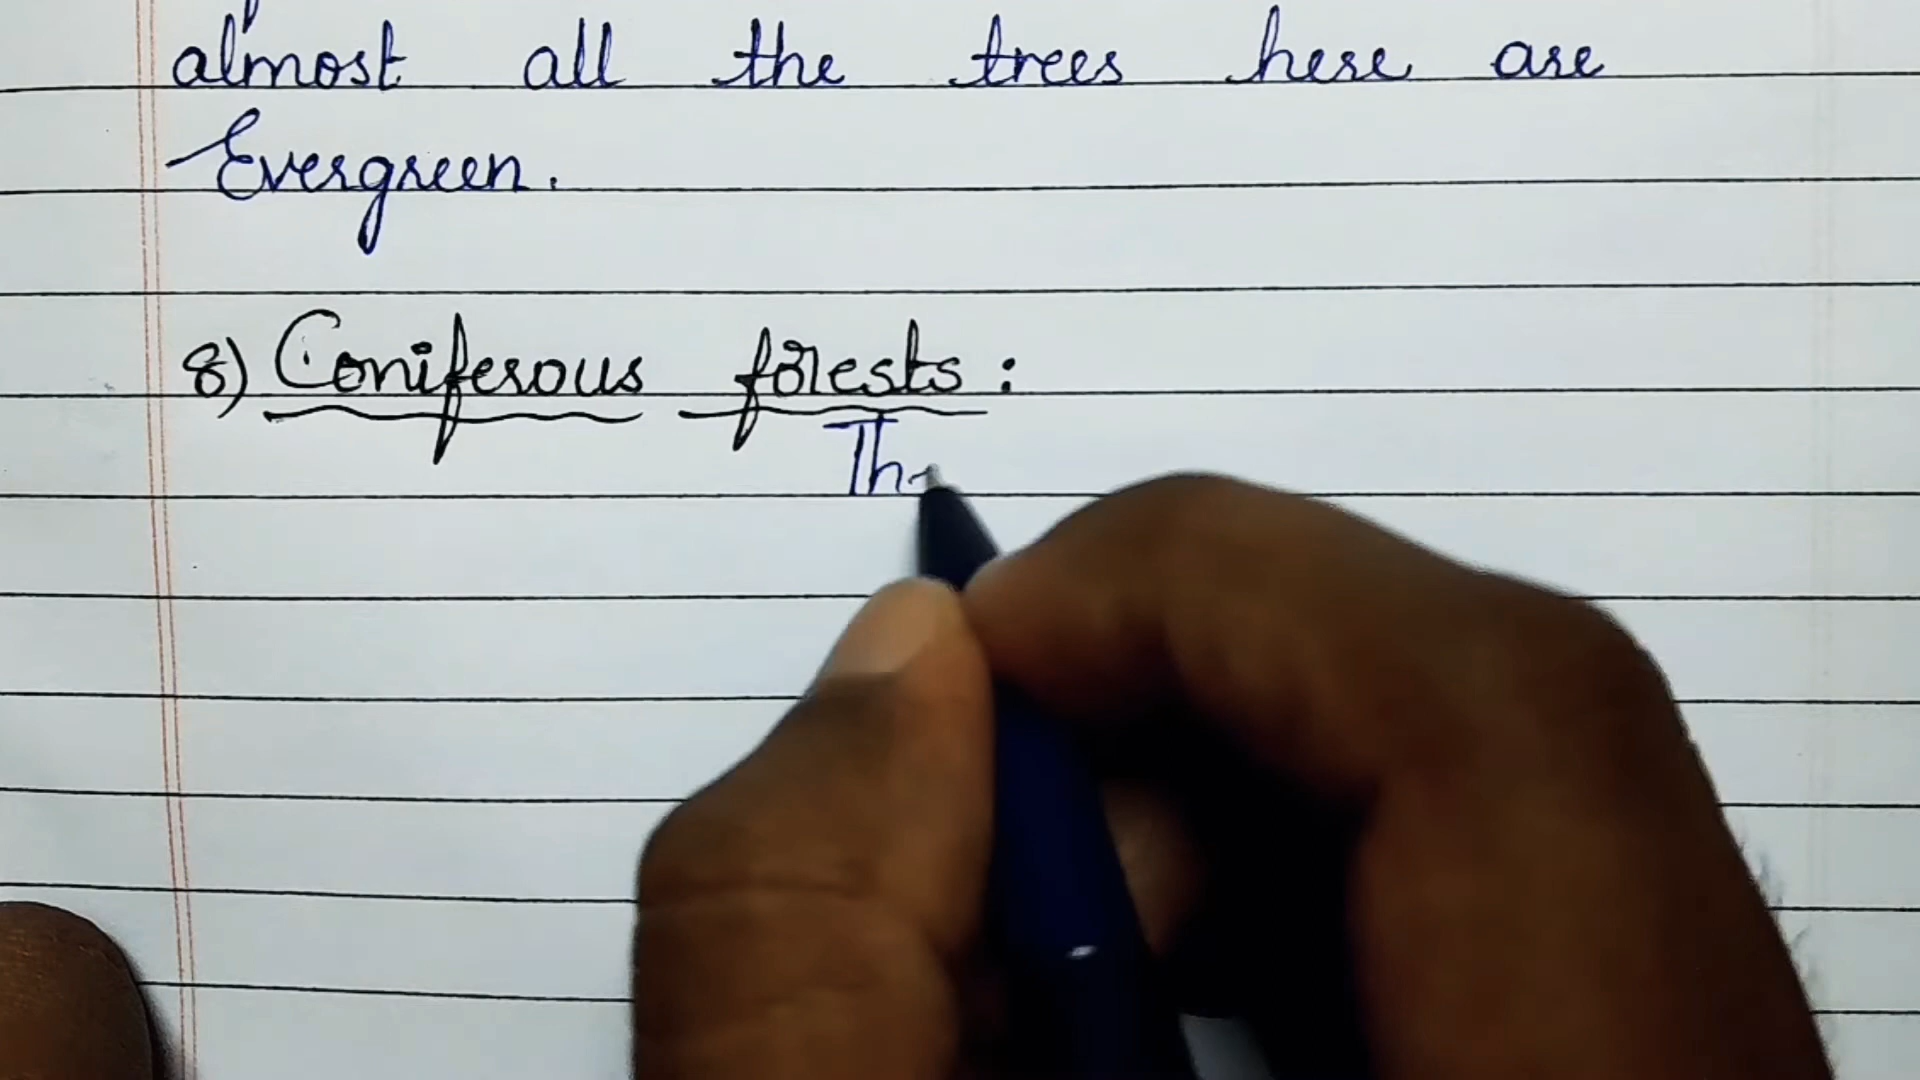 almost all the trees here are
Evergreen.
8) Coniferous forests :
Th